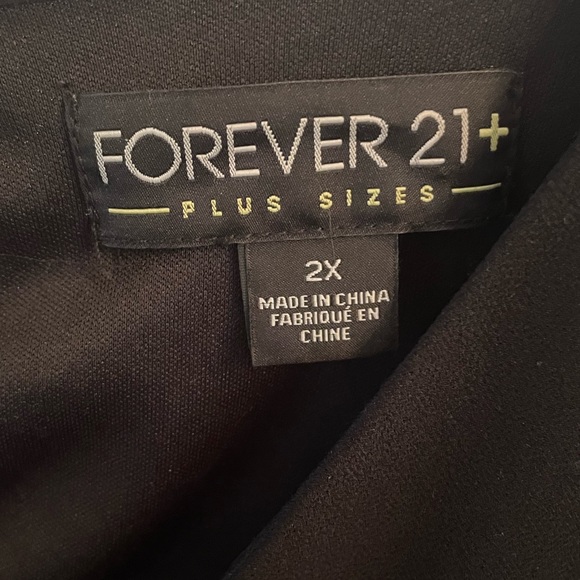 FOREVER 21+
PLUS SIZES
2X
MADE IN CHINA
FABRIQUÉ EN
CHINE